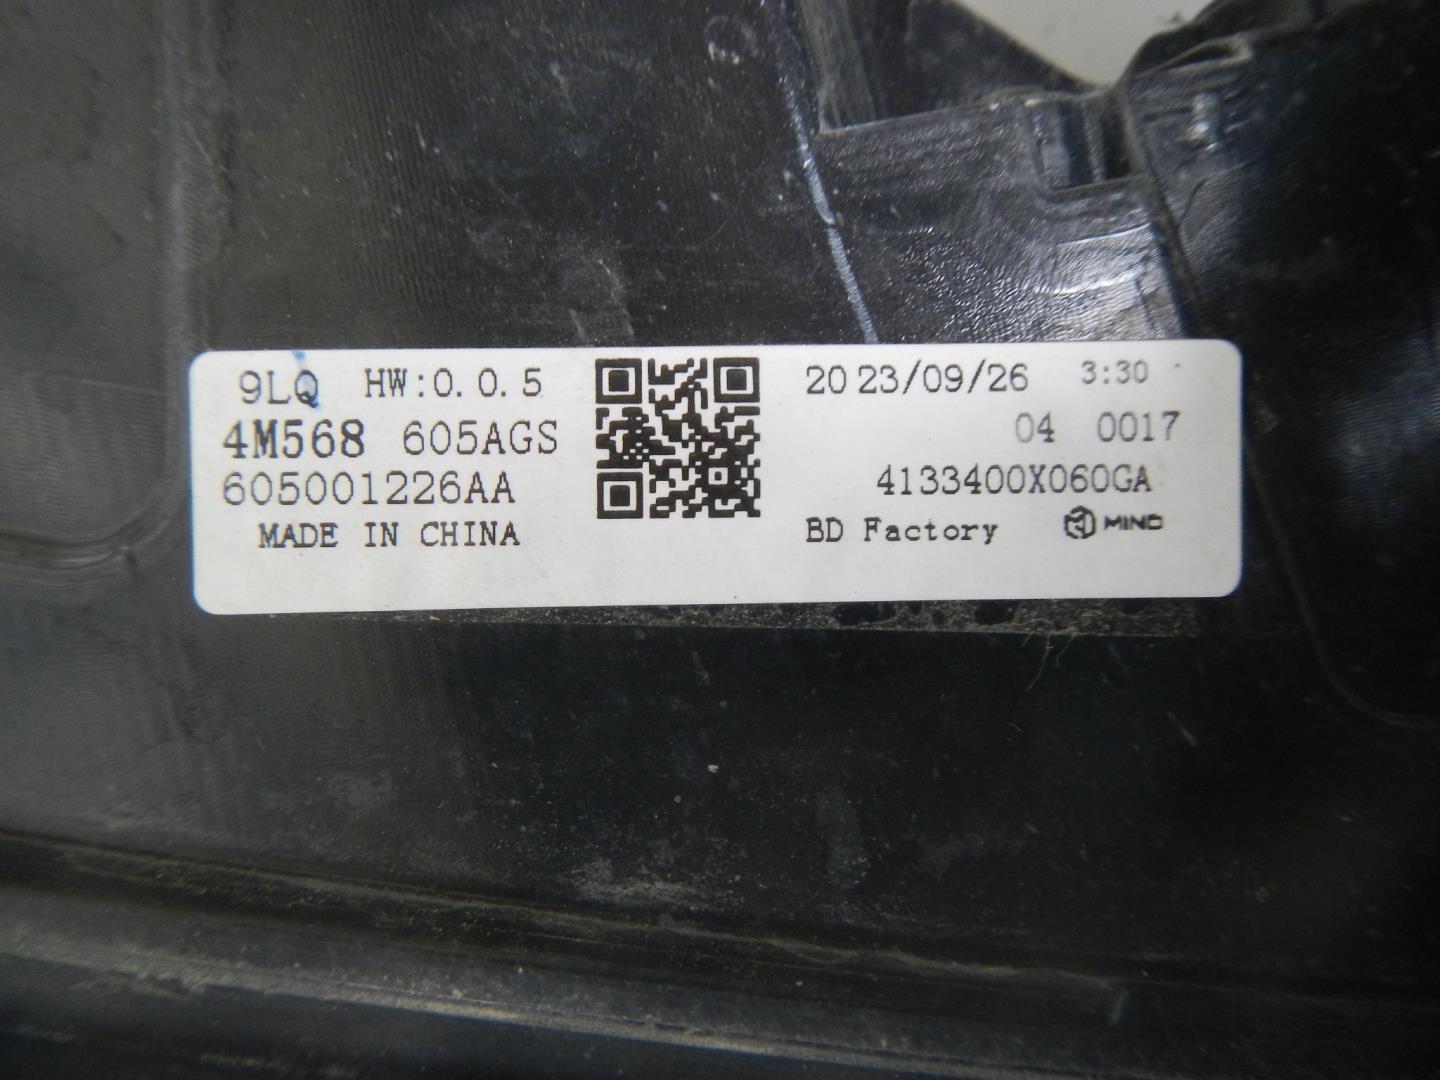 9LQ HW:0.0.5
4M568 605AGS
605001226AA
MADE IN CHINA
2023/09/26 3:30
04 0017
4133400X060GA
BD Factory MIND